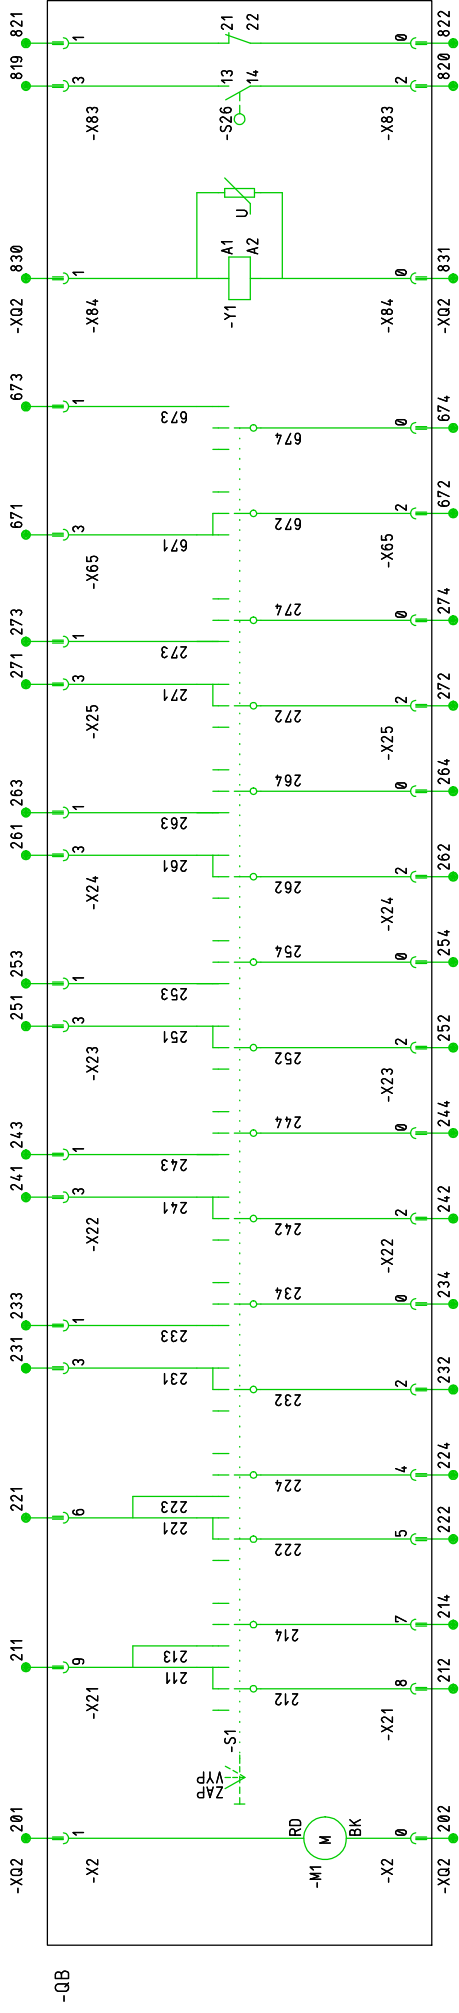 -XQ2 201 211 221 231 233 241 243 251 253 261 263 271 273 671 673 -XQ2 830 819 821
-QB
1 9 6 3 1 3 1 3 1 3 1 3 1 3 1 1 3 1
-X2 -X21 -X22 -X23 -X24 -X25 -X65 -X84 -X83
211 213 221 223 231 233 241 243 251 253 261 263 271 273 671 673
ZAP
VYP
-S1 -Y1 A1 -S26 13 21
A2 U 14 22
212 214 222 224 232 234 242 244 252 254 262 264 272 274 672 674
RD
-M1 M
BK
-X2 -X21 -X22 -X23 -X24 -X25 -X65 -X84 -X83
0 8 7 5 4 2 0 2 0 2 0 2 0 2 0 2 0 0 2 0
-XQ2 202 212 214 222 224 232 234 242 244 252 254 262 264 272 274 672 674 -XQ2 831 820 822